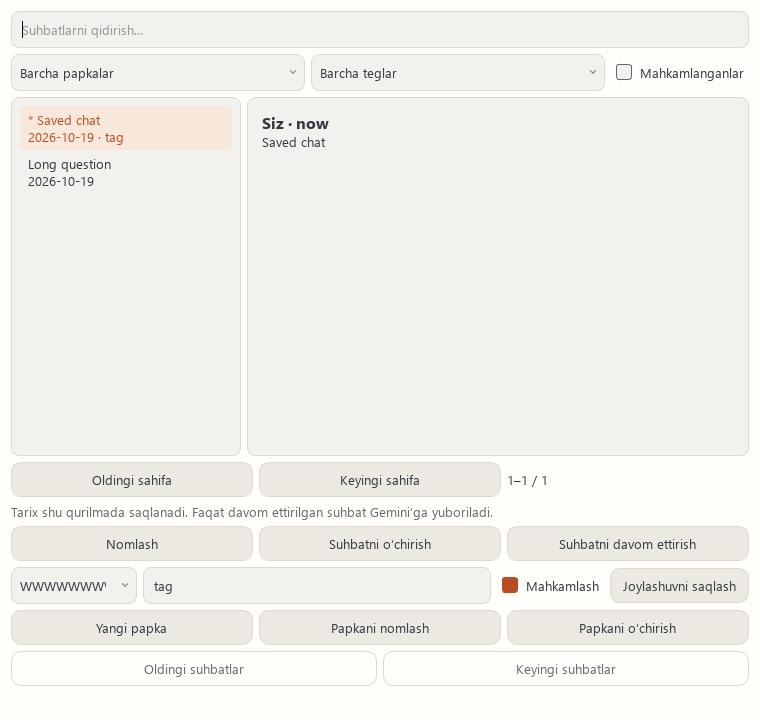 Suhbatlarni qidirish...
Barcha papkalar
Barcha teglar
Mahkamlanganlar
* Saved chat
2026-10-19 · tag
Long question
2026-10-19
Siz · now
Saved chat
Oldingi sahifa
Keyingi sahifa
1–1 / 1
Tarix shu qurilmada saqlanadi. Faqat davom ettirilgan suhbat Gemini’ga yuboriladi.
Nomlash
Suhbatni o‘chirish
Suhbatni davom ettirish
tag
Mahkamlash
Joylashuvni saqlash
Yangi papka
Papkani nomlash
Papkani o‘chirish
Oldingi suhbatlar
Keyingi suhbatlar